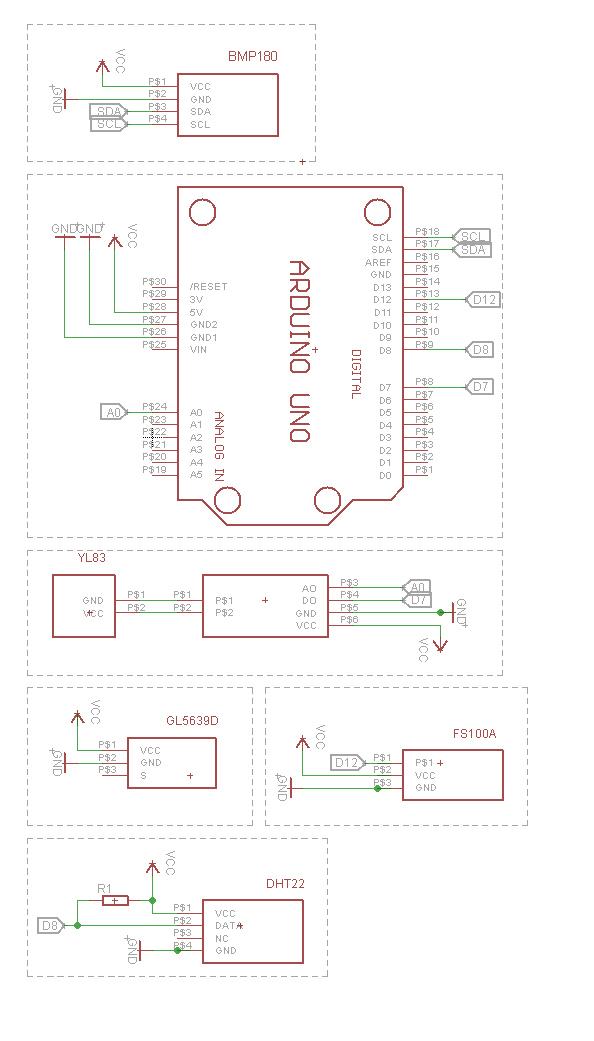 BMP180
VCC
P$1 VCC
GND P$2 GND
SDA P$3 SDA
SCL P$4 SCL
GND GND VCC
P$18 SCL SCL
P$17 SDA SDA
P$16 AREF
P$15 GND
P$14 D13
P$13 D12 D12
P$12 D11
P$11 D10
P$10 D9
P$9 D8 D8
P$8 D7 D7
P$7 D6
P$6 D5
P$5 D4
P$4 D3
P$3 D2
P$2 D1
P$1 D0
P$30 /RESET
P$29 3V
P$28 5V
P$27 GND2
P$26 GND1
P$25 VIN
A0 P$24 A0
P$23 A1
P$22 A2
P$21 A3
P$20 A4
P$19 A5
ARDUINO UNO
DIGITAL
ANALOG IN
YL83
GND P$1 P$1 P$1
VCC P$2 P$2 P$2
AO P$3 A0
DO P$4 D7
GND P$5 GND
VCC P$6
VCC
GL5639D
VCC
P$1 VCC
GND P$2 GND
P$3 S
FS100A
VCC
D12 P$1 P$1
P$2 VCC
GND P$3 GND
DHT22
VCC
R1
P$1 VCC
D8 P$2 DATA
P$3 NC
GND P$4 GND